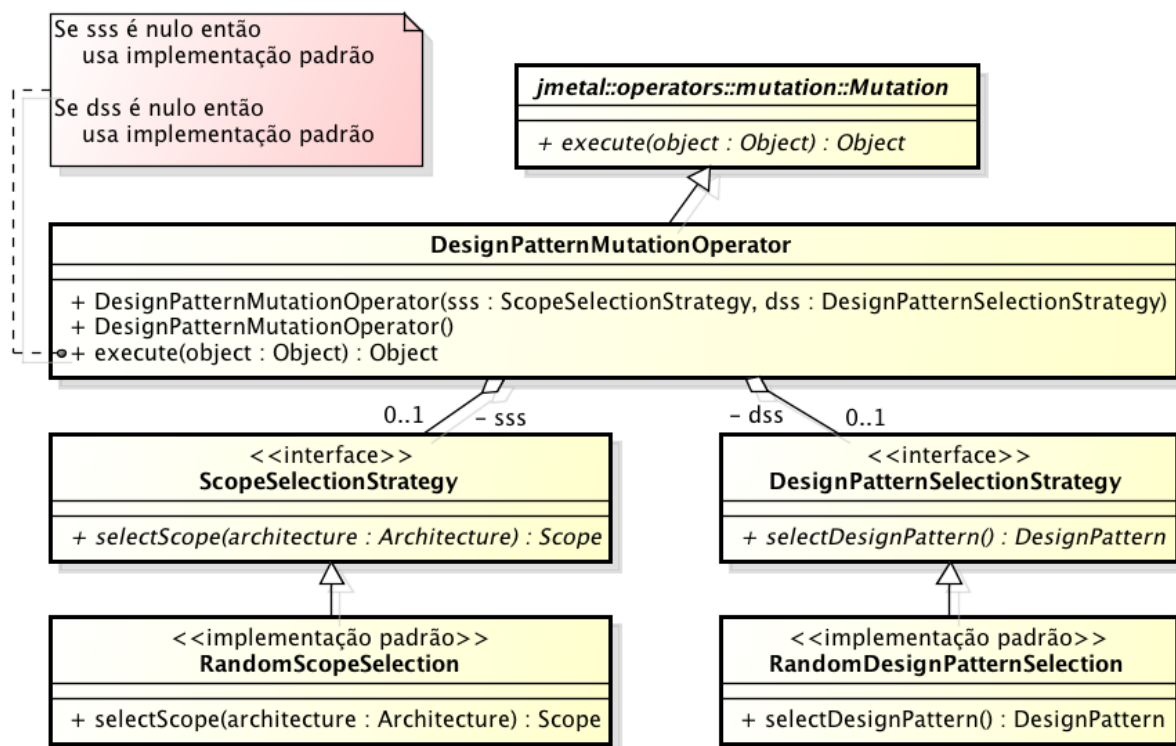 Se sss é nulo então
usa implementação padrão
Se dss é nulo então
usa implementação padrão
jmetal::operators::mutation::Mutation
+ execute(object : Object) : Object
DesignPatternMutationOperator
+ DesignPatternMutationOperator(sss : ScopeSelectionStrategy, dss : DesignPatternSelectionStrategy)
+ DesignPatternMutationOperator()
+ execute(object : Object) : Object
0..1
– sss
– dss
0..1
<<interface>>
ScopeSelectionStrategy
+ selectScope(architecture : Architecture) : Scope
<<interface>>
DesignPatternSelectionStrategy
+ selectDesignPattern() : DesignPattern
<<implementação padrão>>
RandomScopeSelection
+ selectScope(architecture : Architecture) : Scope
<<implementação padrão>>
RandomDesignPatternSelection
+ selectDesignPattern() : DesignPattern